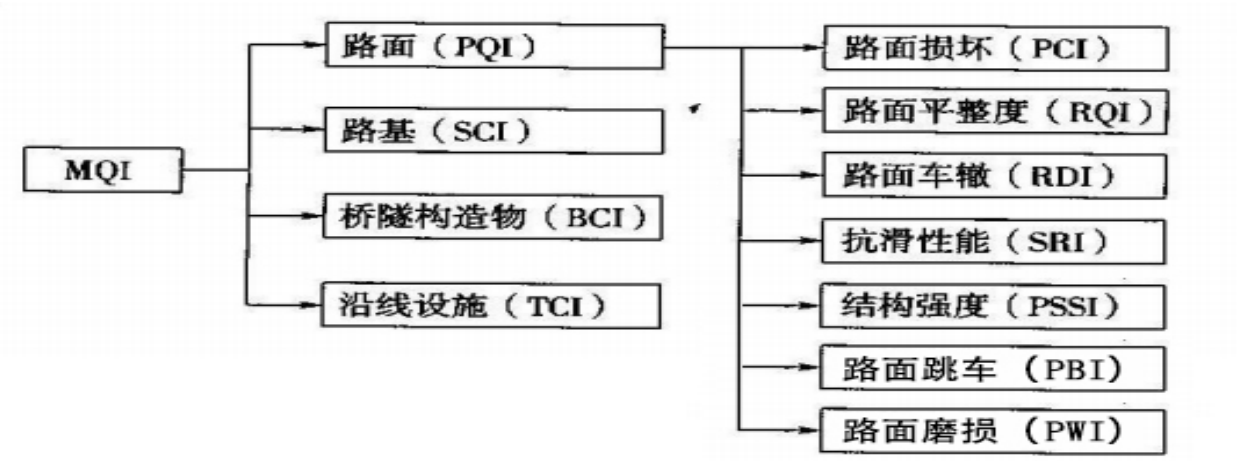 MQI
路面（PQI）
路基（SCI）
桥隧构造物（BCI）
沿线设施（TCI）
路面损坏（PCI）
路面平整度（RQI）
路面车辙（RDI）
抗滑性能（SRI）
结构强度（PSSI）
路面跳车（PBI）
路面磨损（PWI）